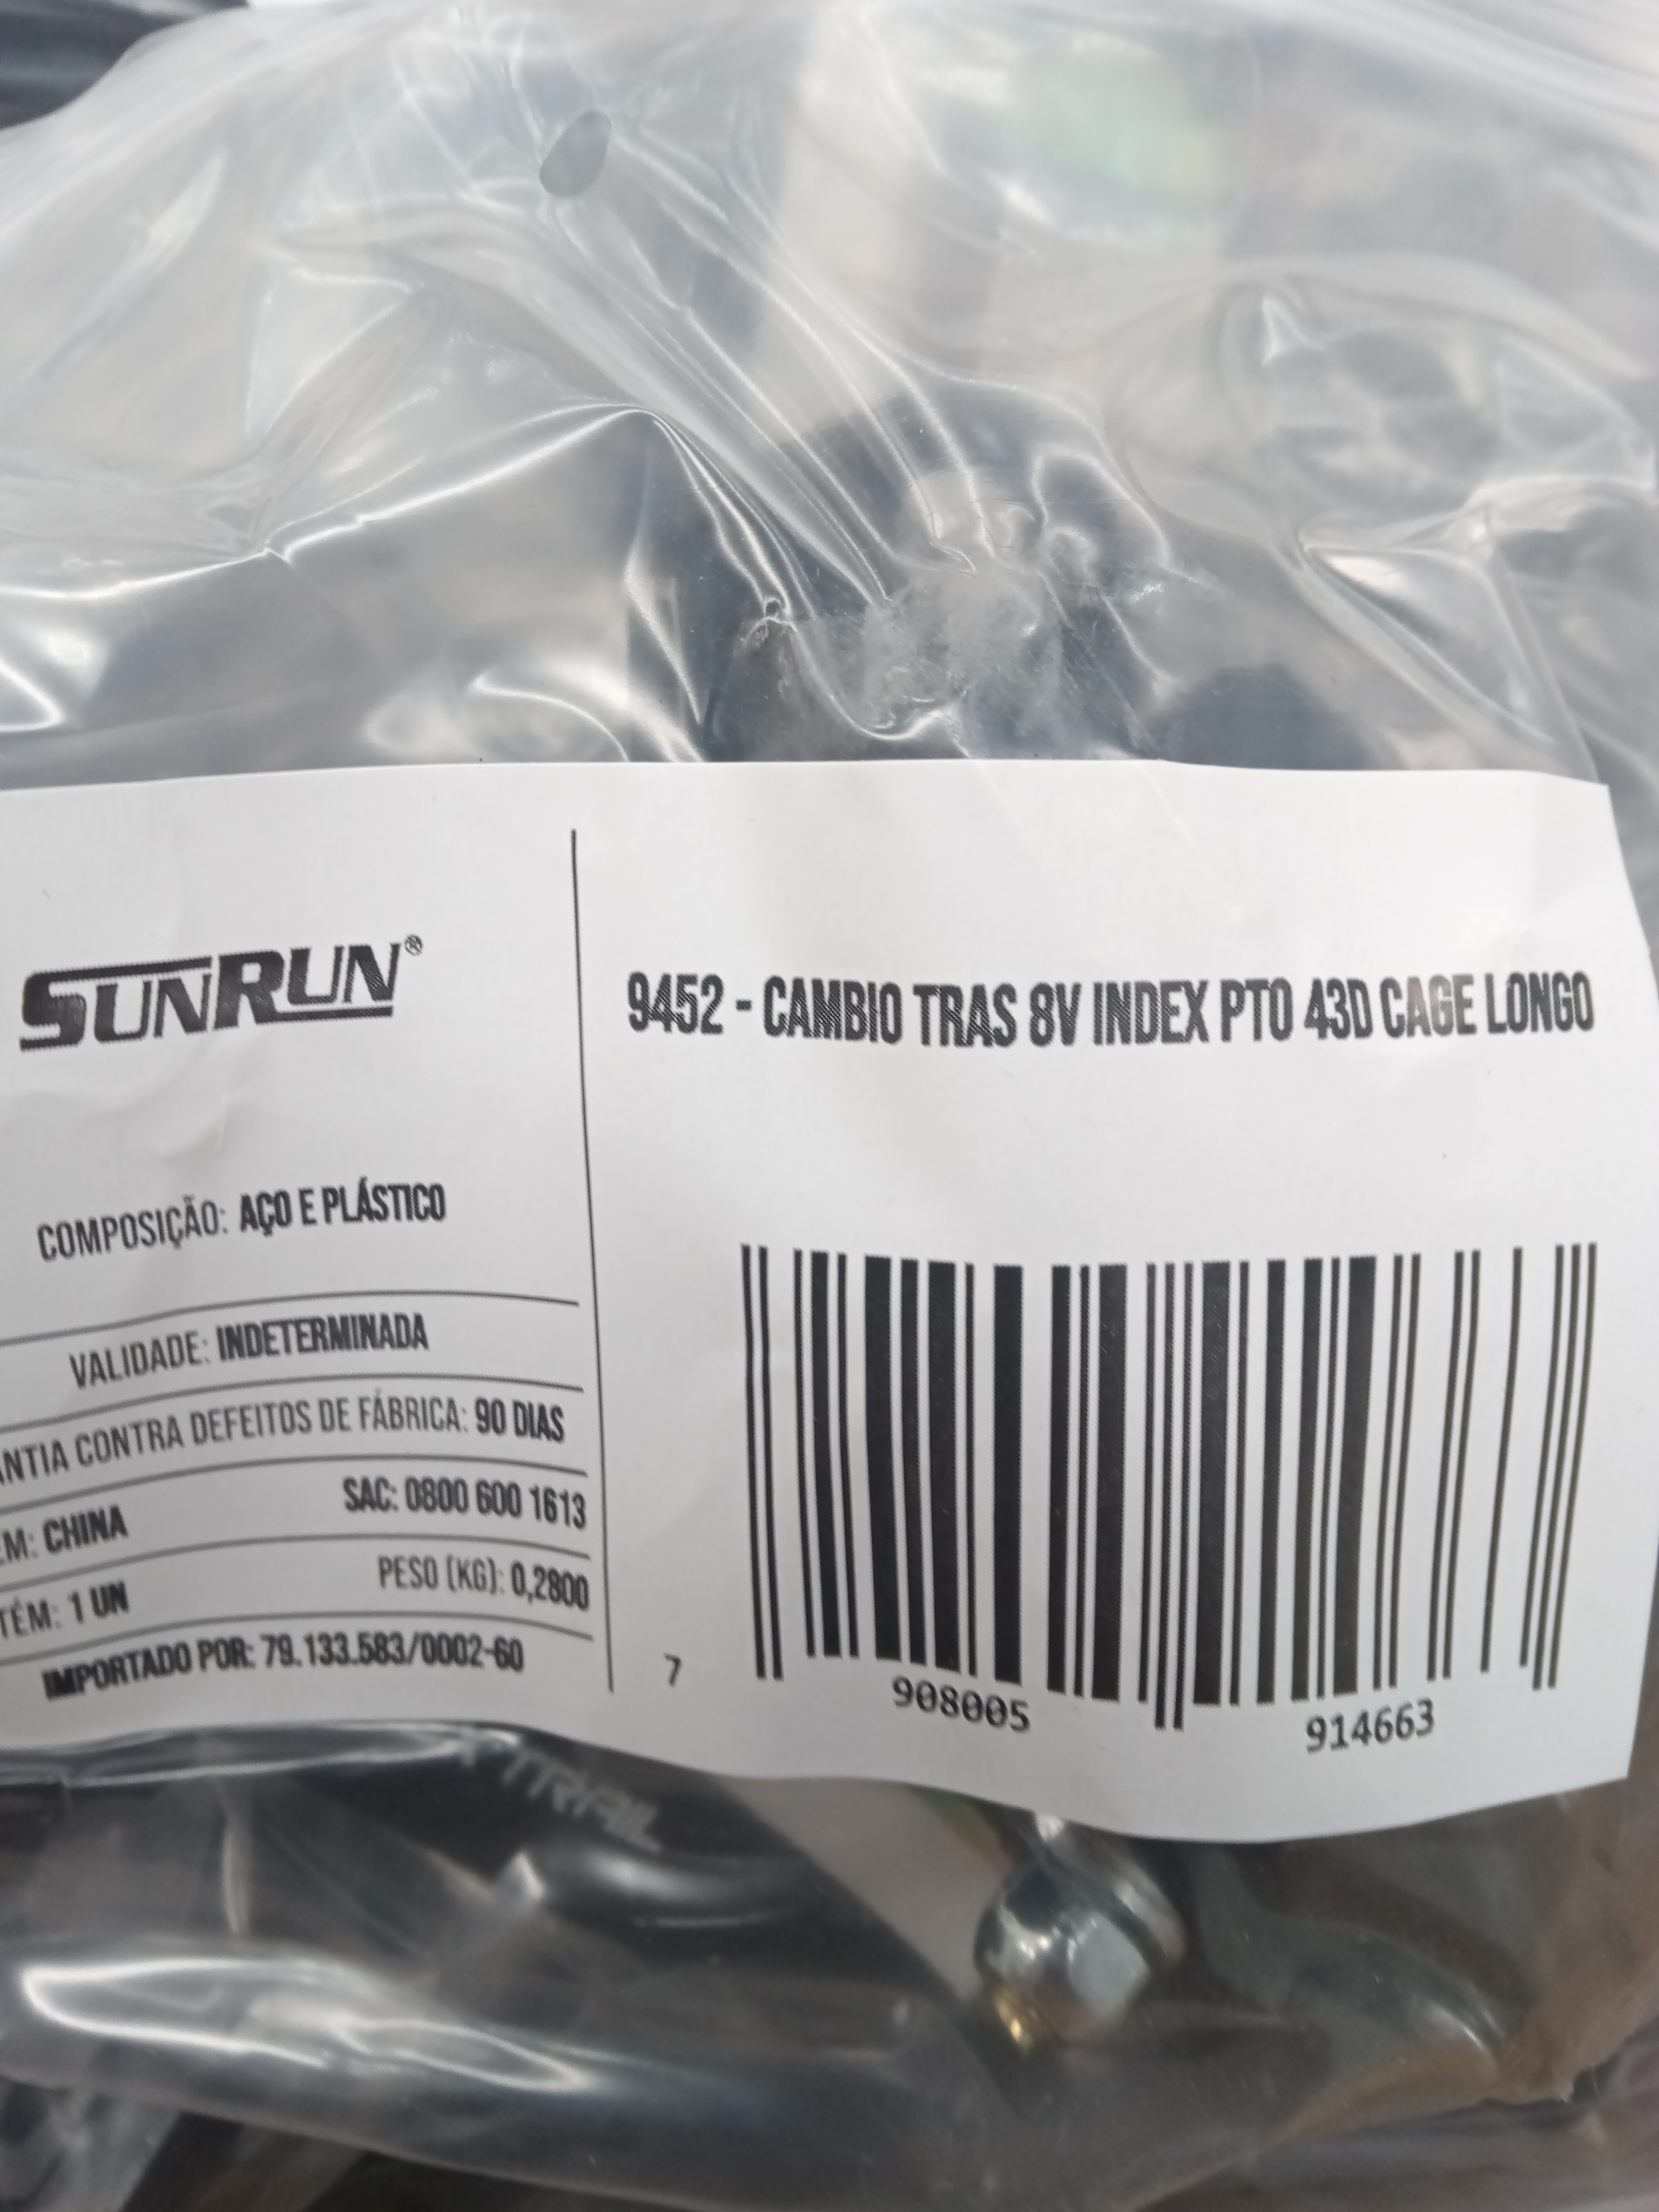 SUNRUN®
COMPOSIÇÃO: AÇO E PLÁSTICO
VALIDADE: INDETERMINADA
NTIA CONTRA DEFEITOS DE FÁBRICA: 90 DIAS
EM: CHINA SAC: 0800 600 1613
TÉM: 1 UN PESO (KG): 0,2800
IMPORTADO POR: 79.133.583/0002-60
9452 - CAMBIO TRAS 8V INDEX PTO 43D CAGE LONGO
7 908005 914663
TRAIL